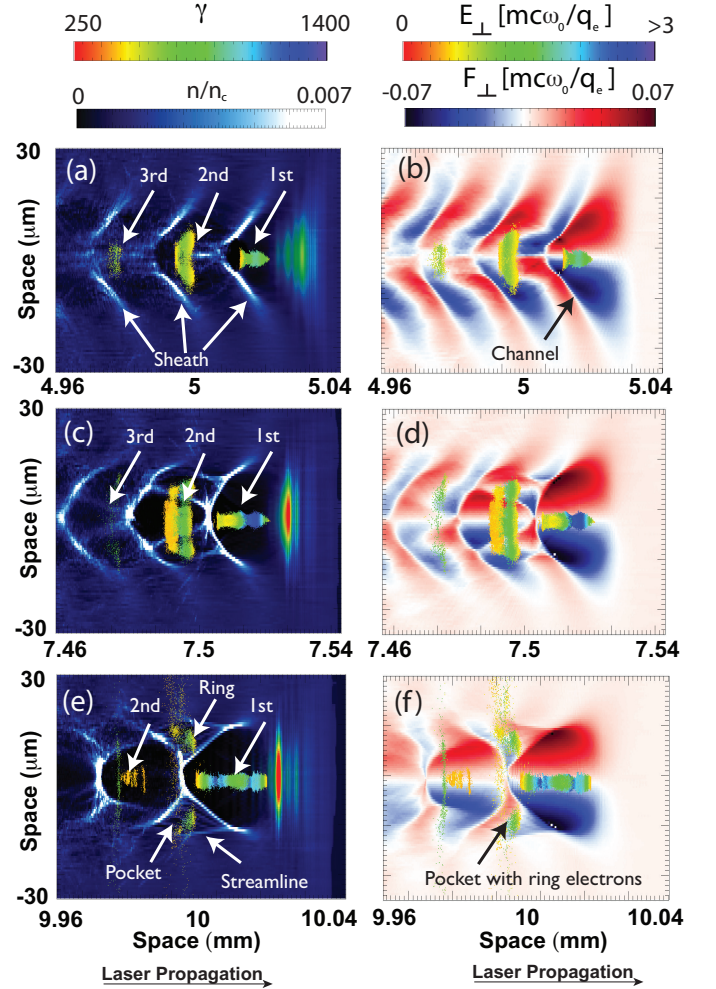 γ
250 1400
n/nc
0 0.007
E⊥ [mcω₀/qₑ]
0 >3
F⊥ [mcω₀/qₑ]
-0.07 0.07
30
(a) 3rd 2nd 1st
Space (μm)
Sheath
-30
4.96 5 5.04
(b)
Channel
4.96 5 5.04
30
(c) 3rd 2nd 1st
Space (μm)
-30
7.46 7.5 7.54
(d)
7.46 7.5 7.54
30
(e) 2nd Ring 1st
Space (μm)
Pocket
Streamline
-30
9.96 10 10.04
Space (mm)
Laser Propagation
(f)
Pocket with ring electrons
9.96 10 10.04
Space (mm)
Laser Propagation